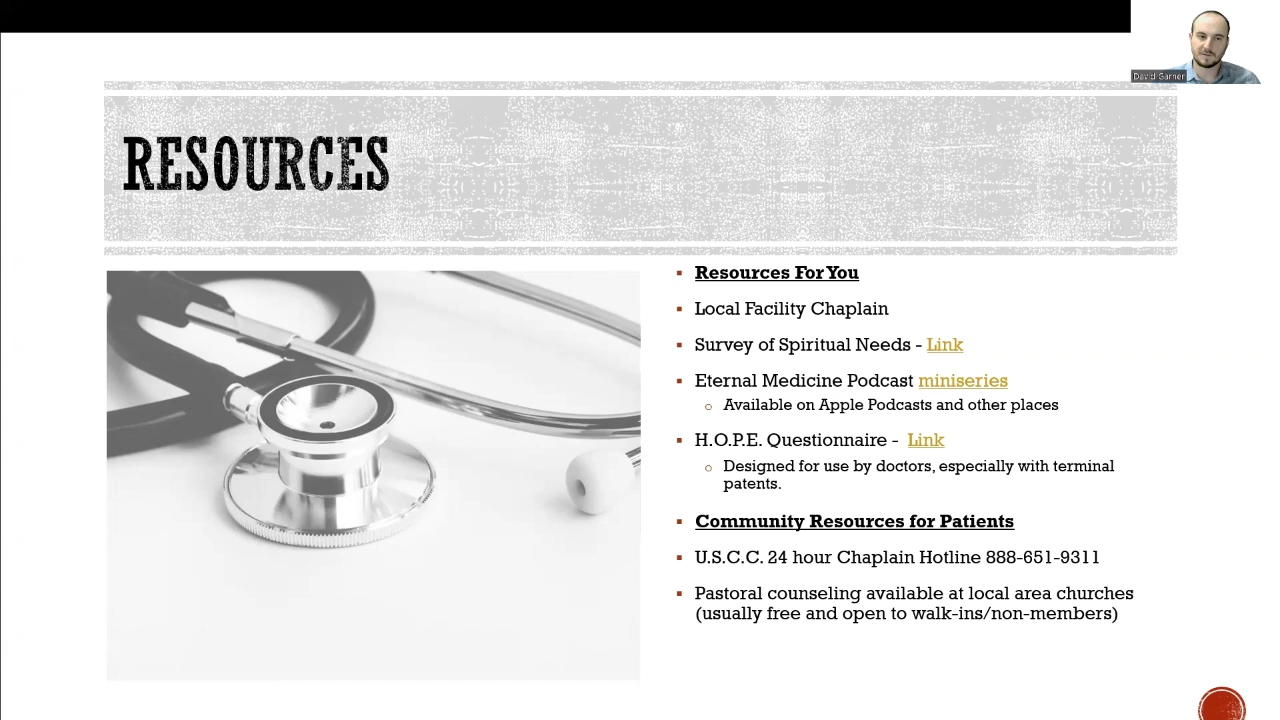 David Garner
RESOURCES
Resources For You
Local Facility Chaplain
Survey of Spiritual Needs - Link
Eternal Medicine Podcast miniseries
Available on Apple Podcasts and other places
H.O.P.E. Questionnaire - Link
Designed for use by doctors, especially with terminal
patents.
Community Resources for Patients
U.S.C.C. 24 hour Chaplain Hotline 888-651-9311
Pastoral counseling available at local area churches
(usually free and open to walk-ins/non-members)